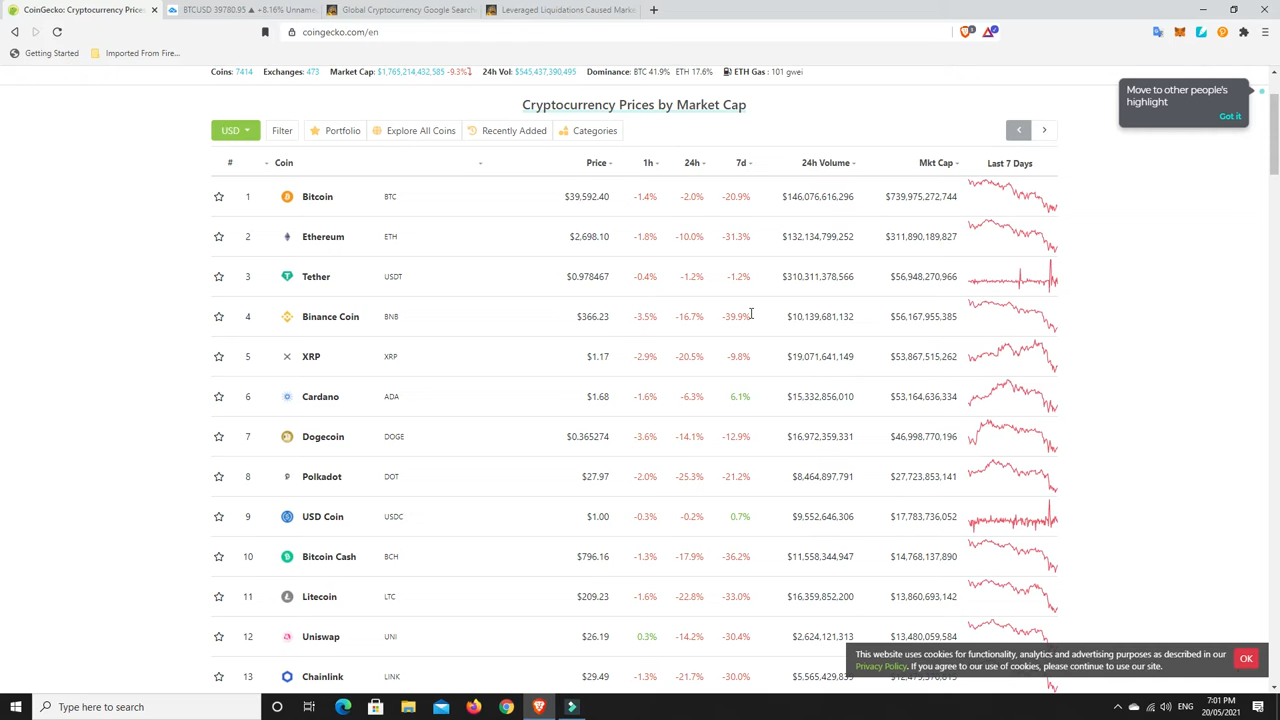 CoinGecko: Cryptocurrency Prices
BTCUSD 39780.95 ▲ +8.16% Unname
Global Cryptocurrency Google Search
Leveraged Liquidations Caused Mark
coingecko.com/en
Getting Started
Imported From Fire...
Coins: 7414 Exchanges: 473 Market Cap: $1,765,214,432,585 -9.3% 24h Vol: $545,437,390,495 Dominance: BTC 41.9% ETH 17.6% ETH Gas: 101 gwei
Move to other people's
highlight
Got it
Cryptocurrency Prices by Market Cap
USD Filter Portfolio Explore All Coins Recently Added Categories
# Coin Price 1h 24h 7d 24h Volume Mkt Cap Last 7 Days
1 Bitcoin BTC $39,592.40 -1.4% -2.0% -20.9% $146,076,616,296 $739,975,272,744
2 Ethereum ETH $2,698.10 -1.8% -10.0% -31.3% $132,134,799,252 $311,890,189,827
3 Tether USDT $0.978467 -0.4% -1.2% -1.2% $310,311,378,566 $56,948,270,966
4 Binance Coin BNB $366.23 -3.5% -16.7% -39.9% $10,139,681,132 $56,167,955,385
5 XRP XRP $1.17 -2.9% -20.5% -9.8% $19,071,641,149 $53,867,515,262
6 Cardano ADA $1.68 -1.6% -6.3% 6.1% $15,332,856,010 $53,164,636,334
7 Dogecoin DOGE $0.365274 -3.6% -14.1% -12.9% $16,972,359,331 $46,998,770,196
8 Polkadot DOT $27.97 -2.0% -25.3% -21.2% $8,464,897,791 $27,723,853,141
9 USD Coin USDC $1.00 -0.3% -0.2% 0.7% $9,552,646,306 $17,783,736,052
10 Bitcoin Cash BCH $796.16 -1.3% -17.9% -36.2% $11,558,344,947 $14,768,137,890
11 Litecoin LTC $209.23 -1.6% -22.8% -33.0% $16,359,852,200 $13,860,693,142
12 Uniswap UNI $26.19 0.3% -14.2% -30.4% $2,624,121,313 $13,480,059,584
13 Chainlink LINK $29.49 -1.3% -21.7% -30.0%
This website uses cookies for functionality, analytics and advertising purposes as described in our
Privacy Policy. If you agree to our use of cookies, please continue to use our site.
OK
Type here to search
ENG
7:01 PM
20/05/2021